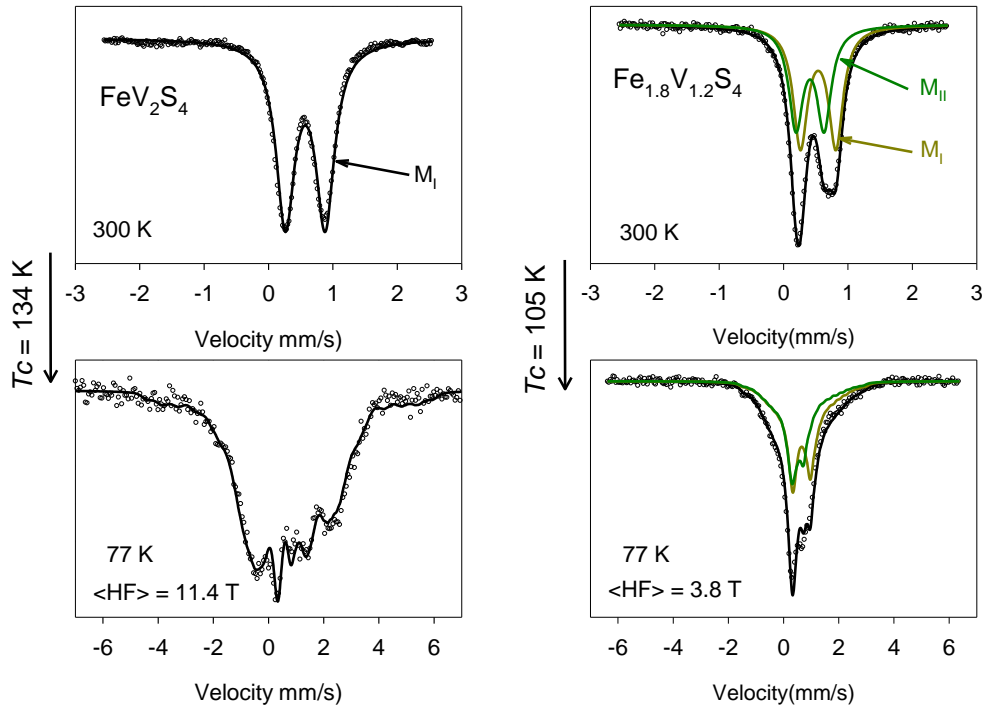 FeV2S4
MI
300 K
-3 -2 -1 0 1 2 3
Velocity mm/s)
Tc = 134 K
77 K
<HF> = 11.4 T
-6 -4 -2 0 2 4 6
Velocity mm/s)
Fe1.8V1.2S4
MII
MI
300 K
-3 -2 -1 0 1 2 3
Velocity(mm/s)
Tc = 105 K
77 K
<HF> = 3.8 T
-6 -4 -2 0 2 4 6
Velocity(mm/s)